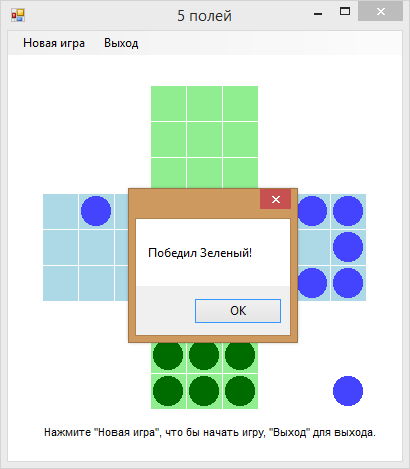 5 полей
Новая игра Выход
Победил Зеленый!
OK
Нажмите "Новая игра", что бы начать игру, "Выход" для выхода.